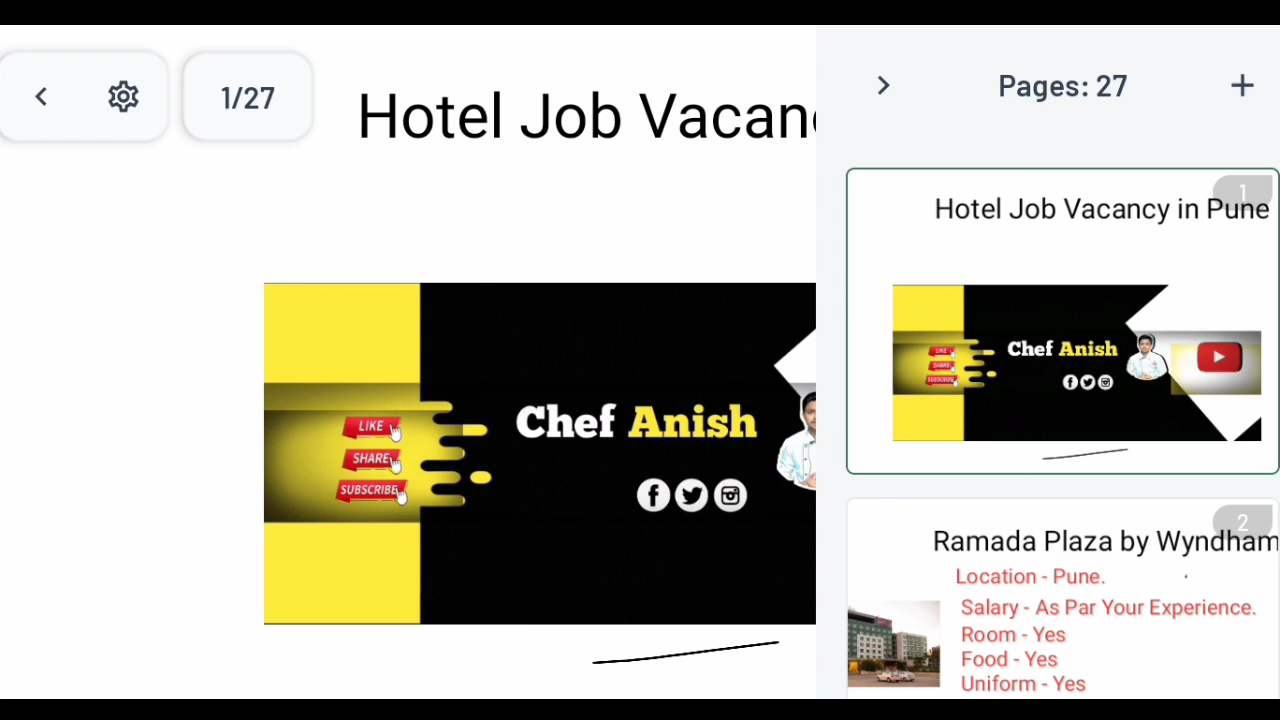 1/27
Hotel Job Vacanc
LIKE
SHARE
SUBSCRIBE
Chef Anish
Pages: 27
1
Hotel Job Vacancy in Pune
LIKE
SHARE
SUBSCRIBE
Chef Anish
2
Ramada Plaza by Wyndham
Location - Pune.
Salary - As Par Your Experience.
Room - Yes
Food - Yes
Uniform - Yes